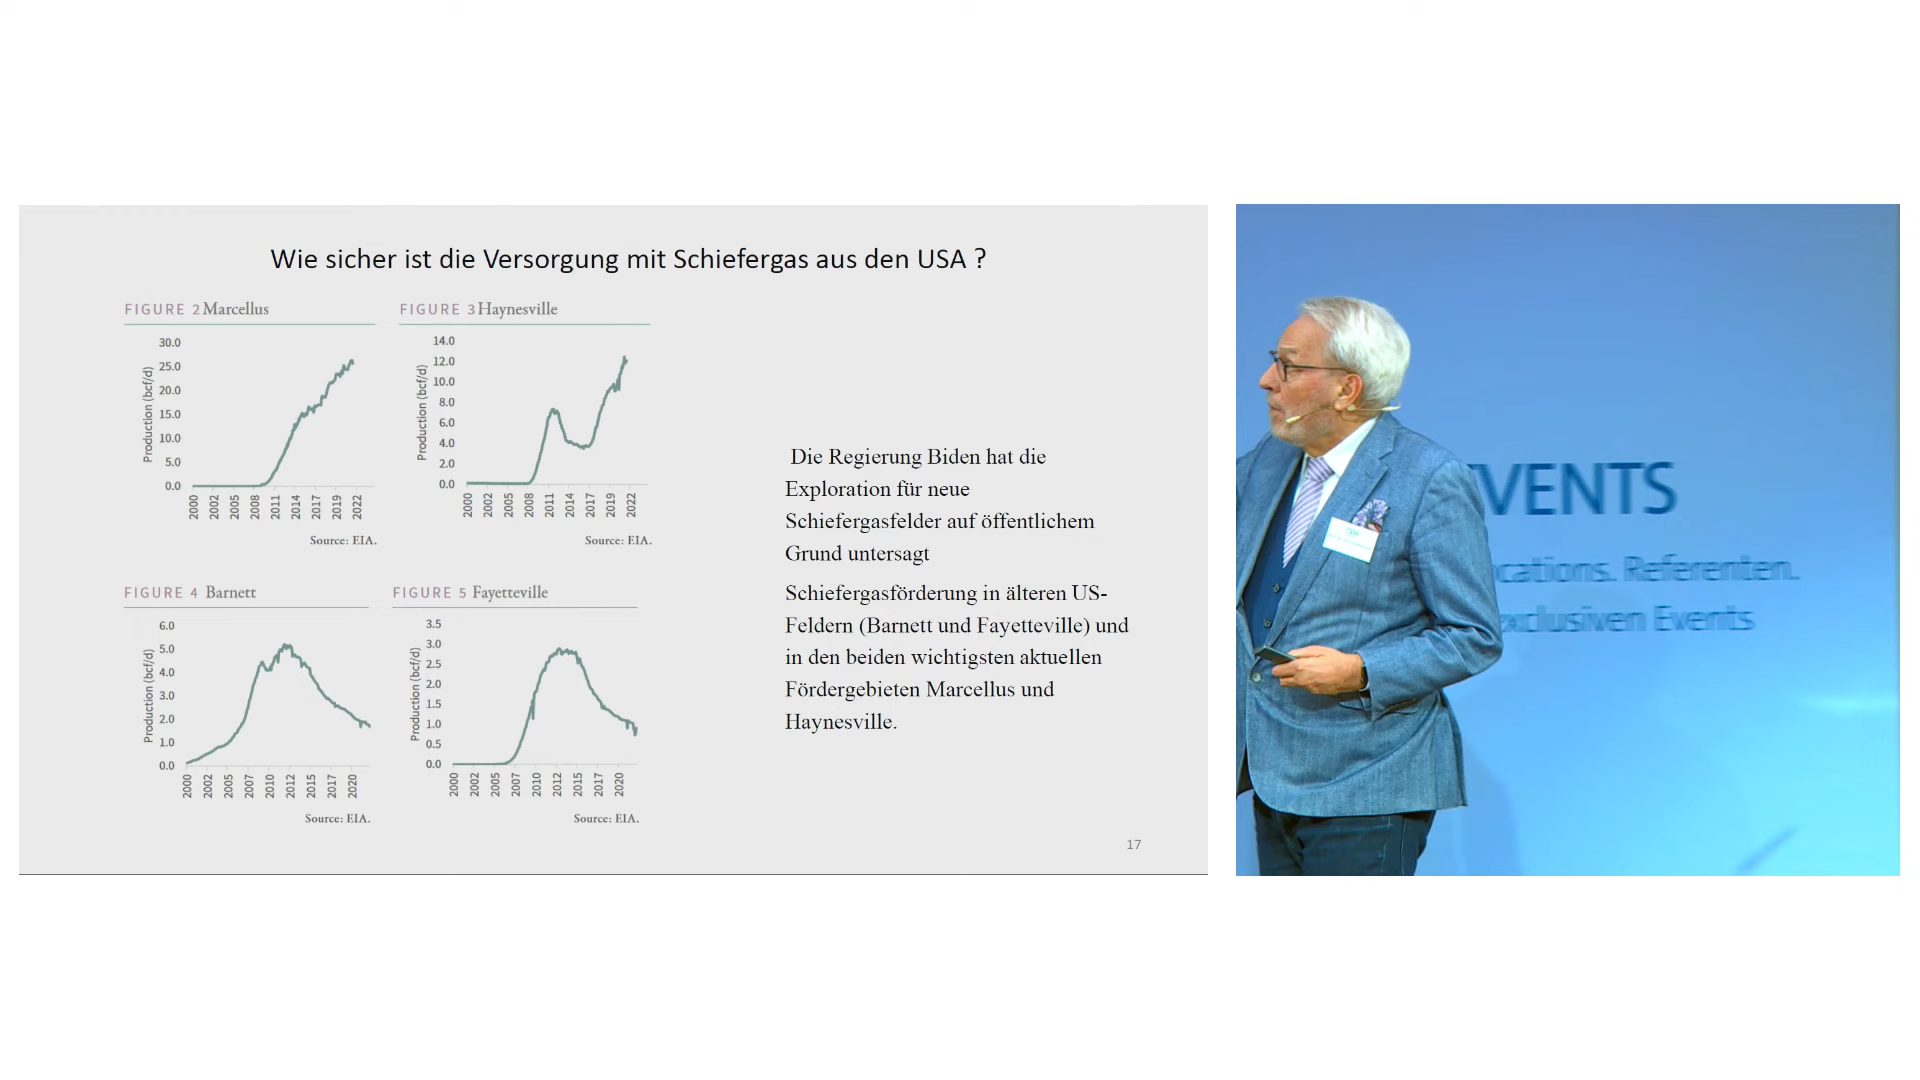 Wie sicher ist die Versorgung mit Schiefergas aus den USA ?
FIGURE 2 Marcellus
Production (bcf/d)
30.0
25.0
20.0
15.0
10.0
5.0
0.0
2000 2002 2005 2008 2011 2014 2017 2019 2022
Source: EIA.
FIGURE 3 Haynesville
Production (bcf/d)
14.0
12.0
10.0
8.0
6.0
4.0
2.0
0.0
2000 2002 2005 2008 2011 2014 2017 2019 2022
Source: EIA.
FIGURE 4 Barnett
Production (bcf/d)
6.0
5.0
4.0
3.0
2.0
1.0
0.0
2000 2002 2005 2007 2010 2012 2015 2017 2020
Source: EIA.
FIGURE 5 Fayetteville
Production (bcf/d)
3.5
3.0
2.5
2.0
1.5
1.0
0.5
0.0
2000 2002 2005 2007 2010 2012 2015 2017 2020
Source: EIA.
Die Regierung Biden hat die
Exploration für neue
Schiefergasfelder auf öffentlichem
Grund untersagt
Schiefergasförderung in älteren US-
Feldern (Barnett und Fayetteville) und
in den beiden wichtigsten aktuellen
Fördergebieten Marcellus und
Haynesville.
17
VENTS
cations. Referenten.
xclusiven Events